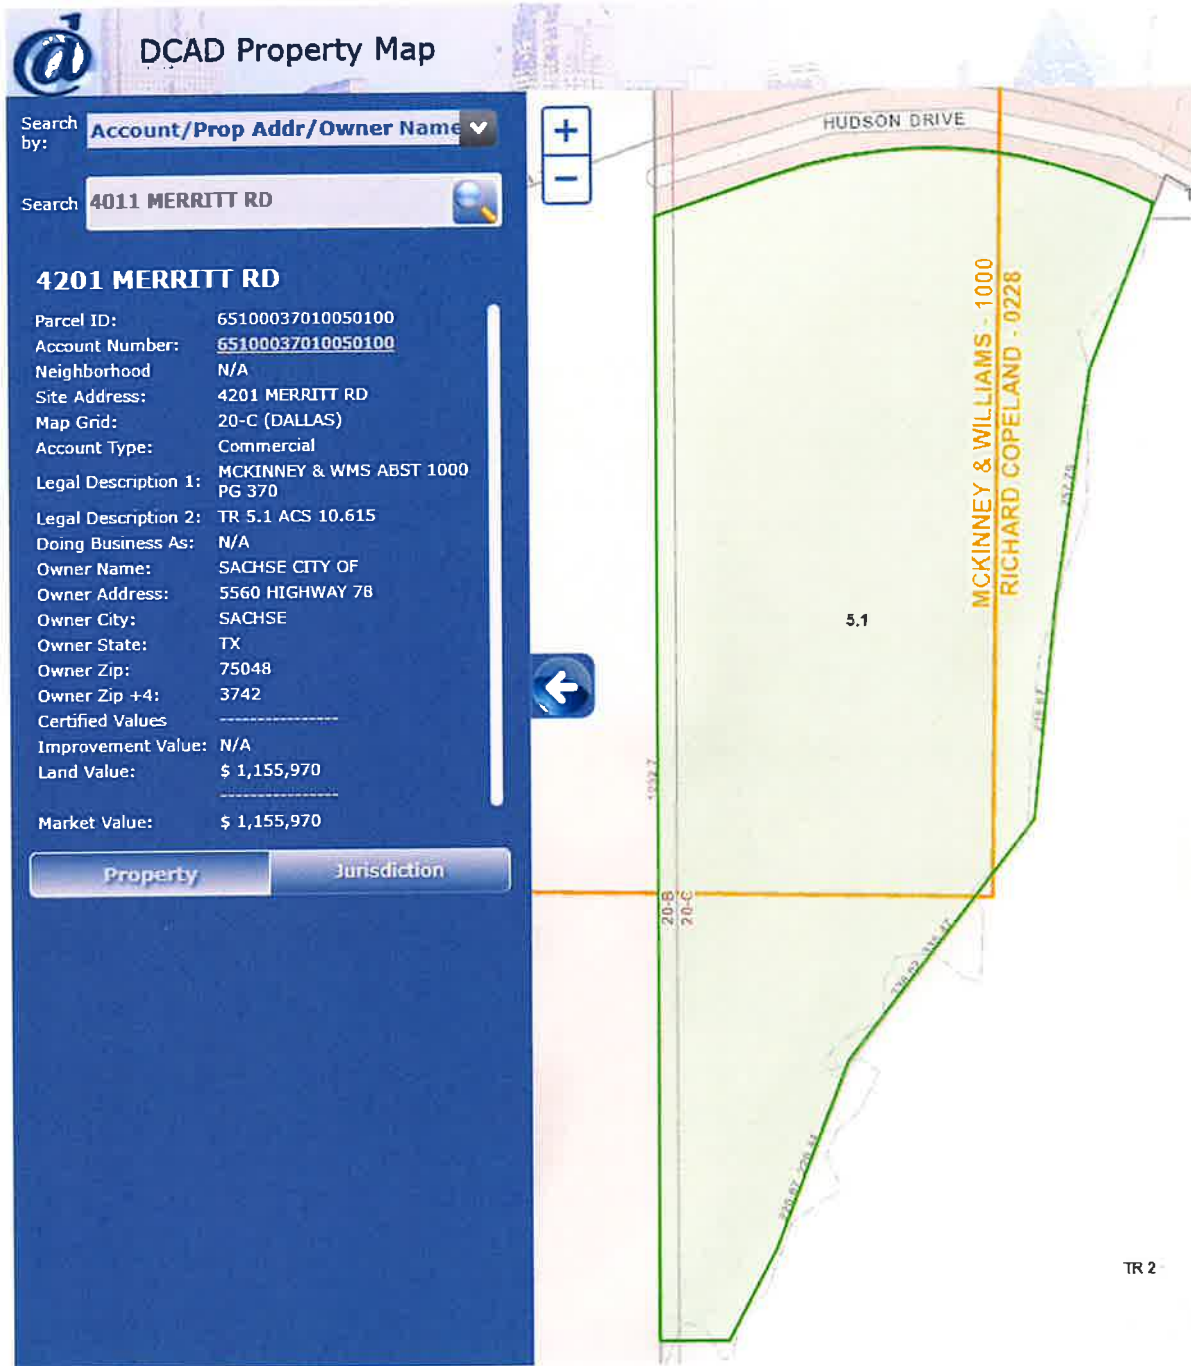 DCAD Property Map
Search by:
Account/Prop Addr/Owner Name
Search
4011 MERRITT RD
4201 MERRITT RD
Parcel ID: 65100037010050100
Account Number: 65100037010050100
Neighborhood N/A
Site Address: 4201 MERRITT RD
Map Grid: 20-C (DALLAS)
Account Type: Commercial
Legal Description 1: MCKINNEY & WMS ABST 1000
PG 370
Legal Description 2: TR 5.1 ACS 10.615
Doing Business As: N/A
Owner Name: SACHSE CITY OF
Owner Address: 5560 HIGHWAY 78
Owner City: SACHSE
Owner State: TX
Owner Zip: 75048
Owner Zip +4: 3742
Certified Values ----------------
Improvement Value: N/A
Land Value: $ 1,155,970
----------------
Market Value: $ 1,155,970
Property
Jurisdiction
+
−
HUDSON DRIVE
MCKINNEY & WILLIAMS - 1000
RICHARD COPELAND - 0228
5.1
20-B
20-C
TR 2